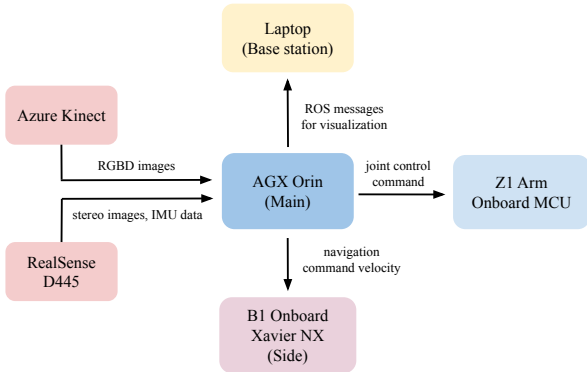 Laptop
(Base station)
ROS messages
for visualization
Azure Kinect
RGBD images
AGX Orin
(Main)
joint control
command
Z1 Arm
Onboard MCU
stereo images, IMU data
RealSense
D445
navigation
command velocity
B1 Onboard
Xavier NX
(Side)